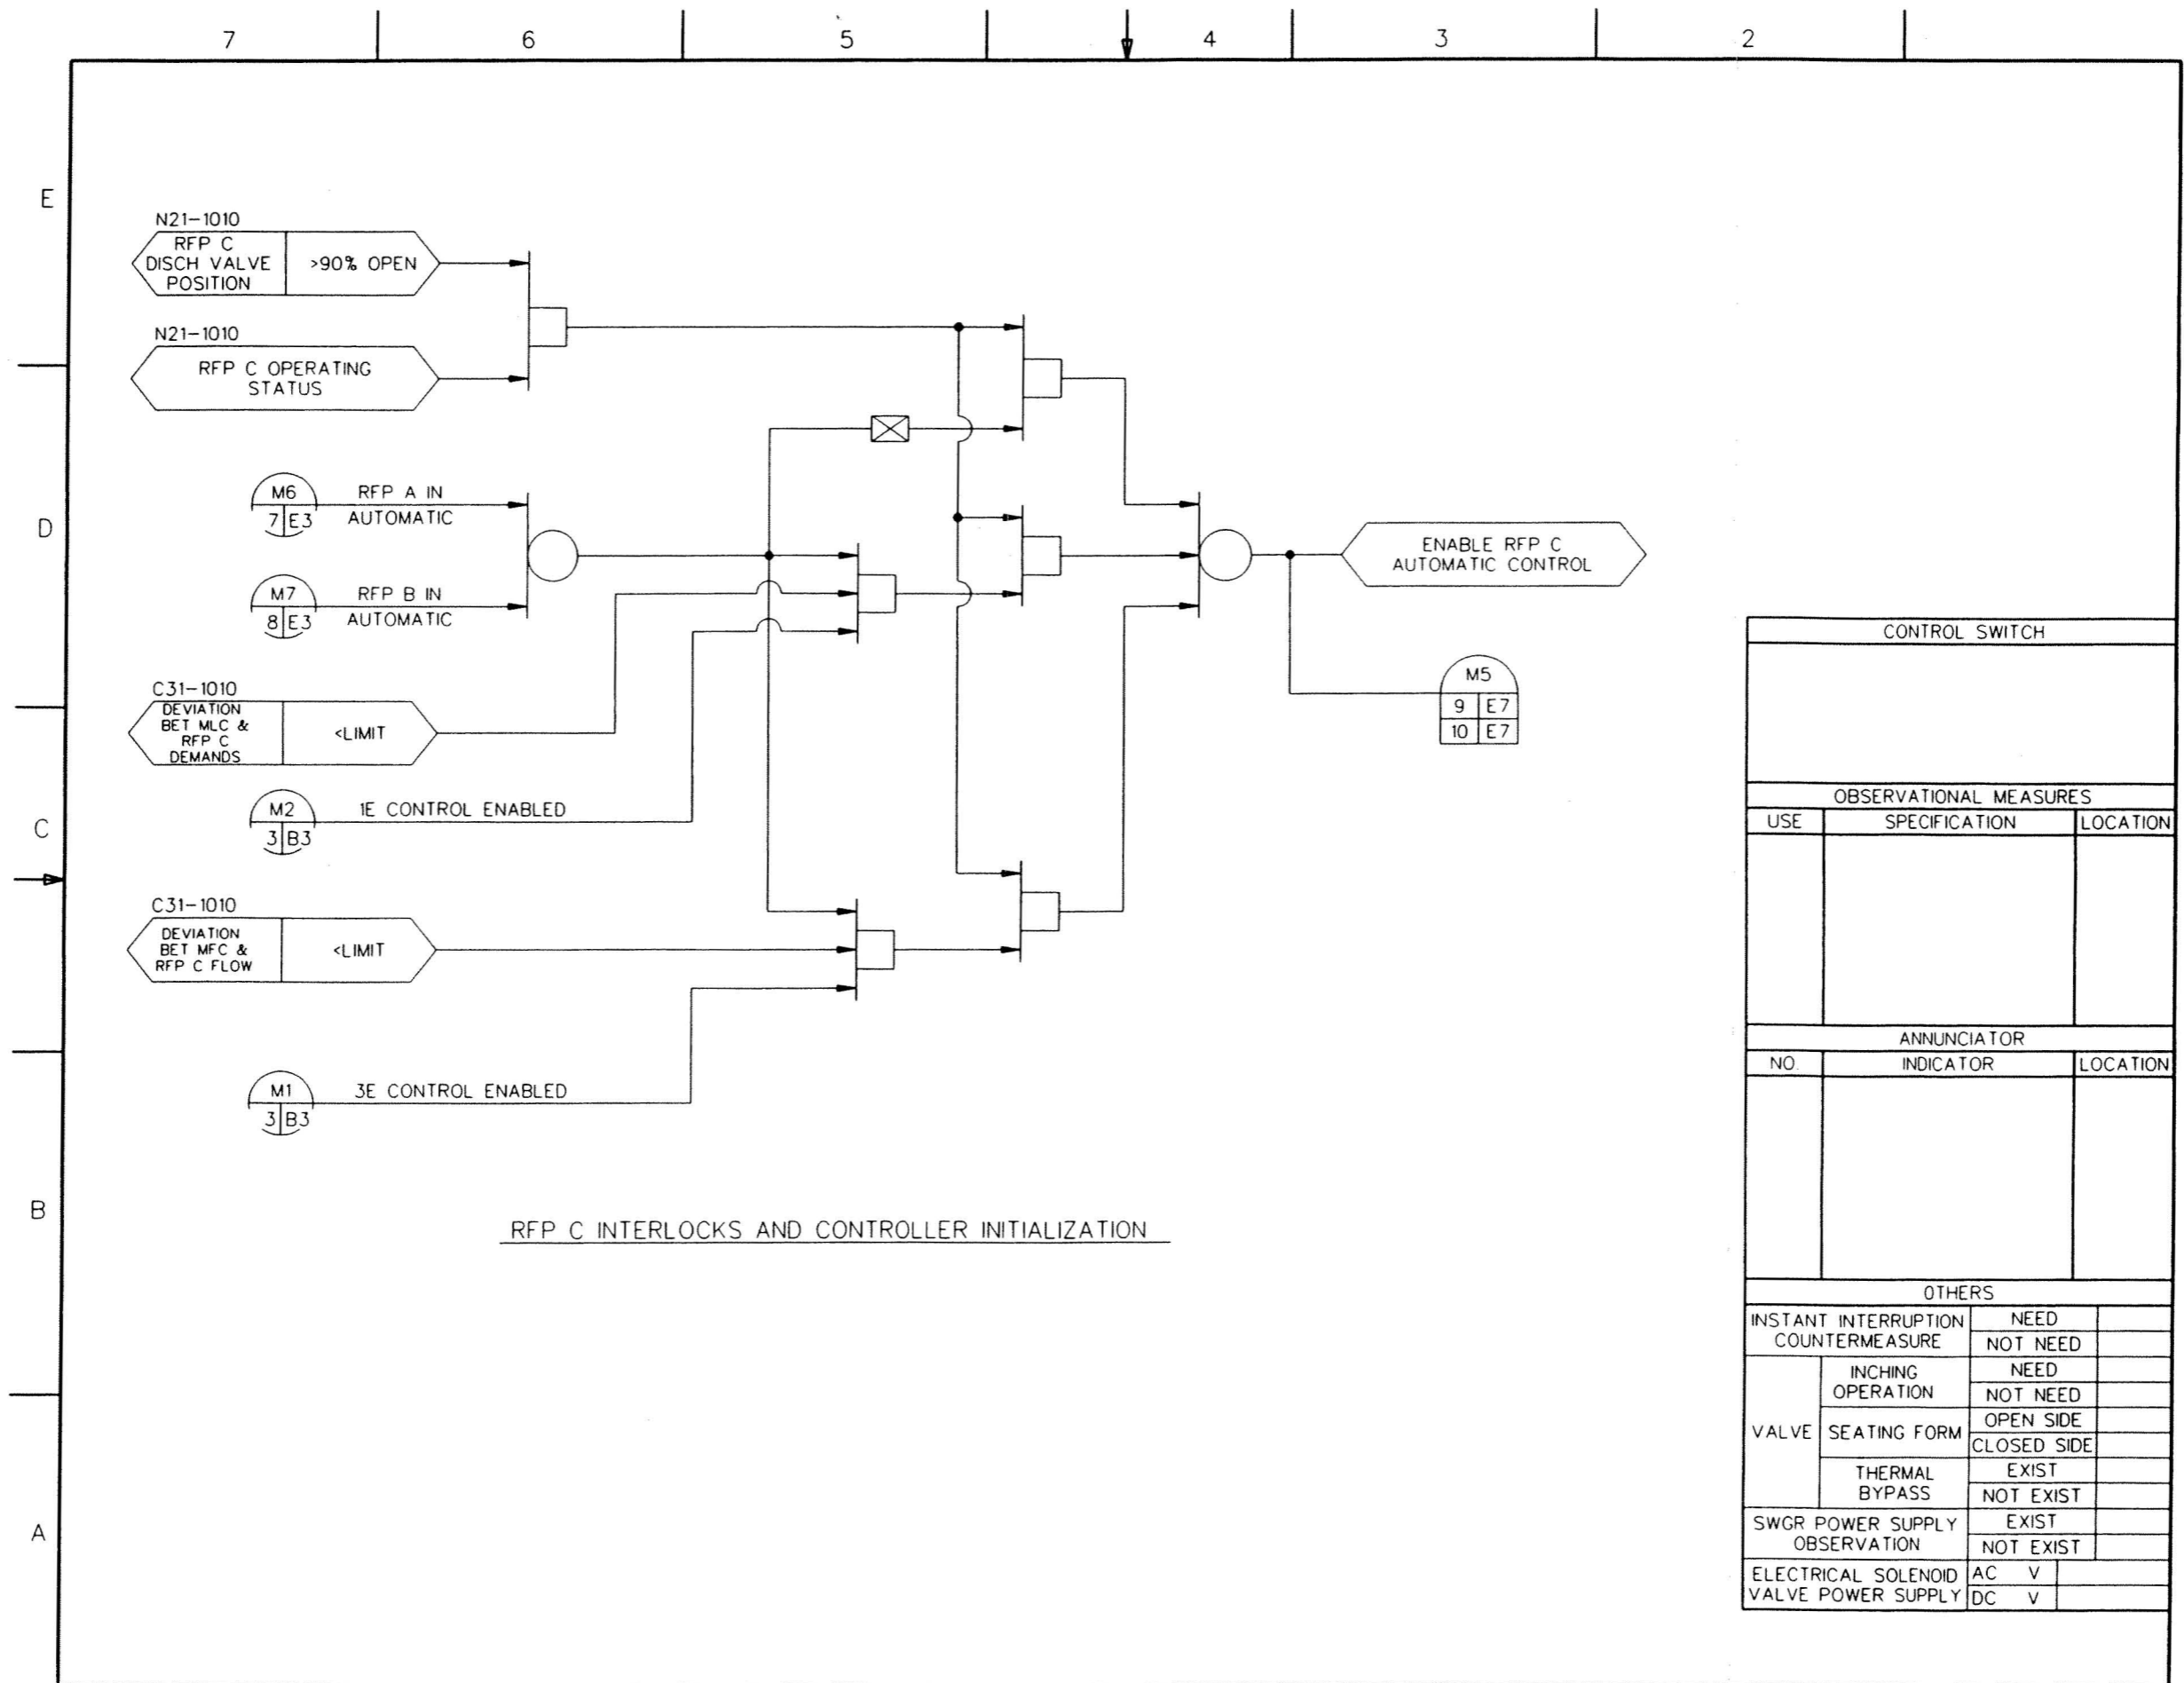 7 6 5 4 3 2
E
D
C
B
A
N21-1010
RFP C
DISCH VALVE
POSITION
>90% OPEN
N21-1010
RFP C OPERATING
STATUS
M6
7 E3
RFP A IN
AUTOMATIC
M7
8 E3
RFP B IN
AUTOMATIC
C31-1010
DEVIATION
BET MLC &
RFP C
DEMANDS
<LIMIT
M2
3 B3
1E CONTROL ENABLED
C31-1010
DEVIATION
BET MFC &
RFP C FLOW
<LIMIT
M1
3 B3
3E CONTROL ENABLED
ENABLE RFP C
AUTOMATIC CONTROL
M5
9 E7
10 E7
RFP C INTERLOCKS AND CONTROLLER INITIALIZATION
CONTROL SWITCH
OBSERVATIONAL MEASURES
USE SPECIFICATION LOCATION
ANNUNCIATOR
NO. INDICATOR LOCATION
OTHERS
INSTANT INTERRUPTION
COUNTERMEASURE
NEED
NOT NEED
VALVE
INCHING
OPERATION
NEED
NOT NEED
SEATING FORM
OPEN SIDE
CLOSED SIDE
THERMAL
BYPASS
EXIST
NOT EXIST
SWGR POWER SUPPLY
OBSERVATION
EXIST
NOT EXIST
ELECTRICAL SOLENOID
VALVE POWER SUPPLY
AC V
DC V